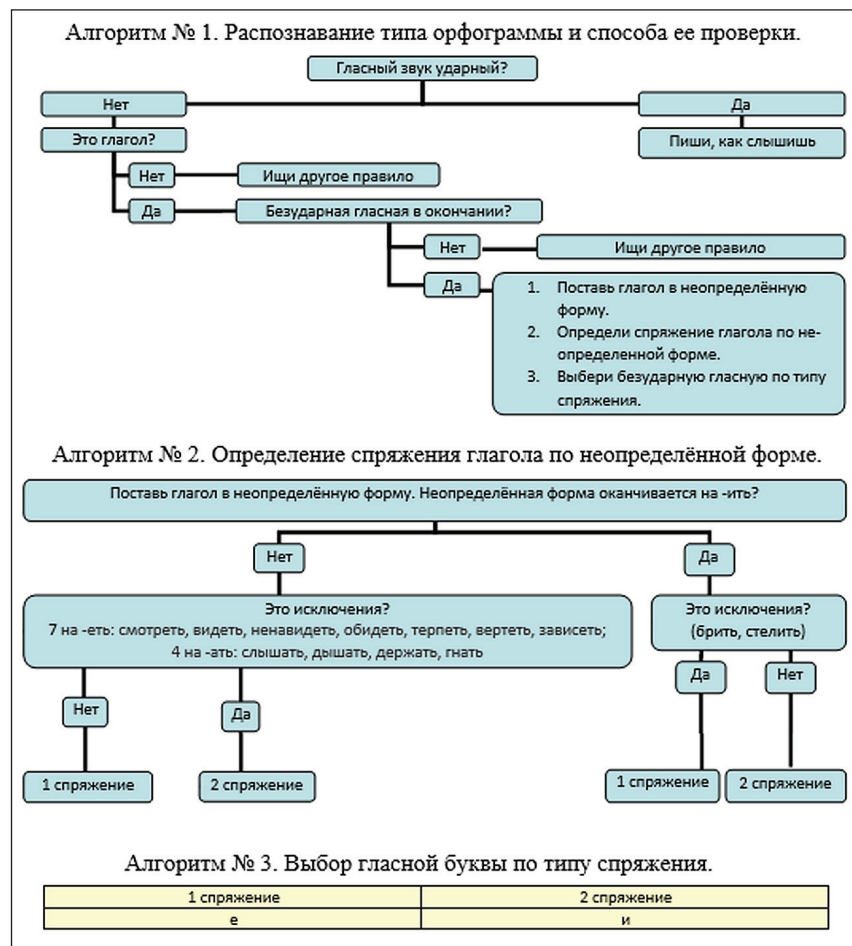 Алгоритм № 1. Распознавание типа орфограммы и способа ее проверки.
Гласный звук ударный?
Нет
Да
Это глагол?
Пиши, как слышишь
Нет
Ищи другое правило
Да
Безударная гласная в окончании?
Нет
Ищи другое правило
Да
1. Поставь глагол в неопределённую
форму.
2. Определи спряжение глагола по не-
определенной форме.
3. Выбери безударную гласную по типу
спряжения.
Алгоритм № 2. Определение спряжения глагола по неопределённой форме.
Поставь глагол в неопределённую форму. Неопределённая форма оканчивается на -ить?
Нет
Да
Это исключения?
7 на -еть: смотреть, видеть, ненавидеть, обидеть, терпеть, вертеть, зависеть;
4 на -ать: слышать, дышать, держать, гнать
Это исключения?
(брить, стелить)
Нет
Да
Да
Нет
1 спряжение
2 спряжение
1 спряжение
2 спряжение
Алгоритм № 3. Выбор гласной буквы по типу спряжения.
1 спряжение
2 спряжение
е
и